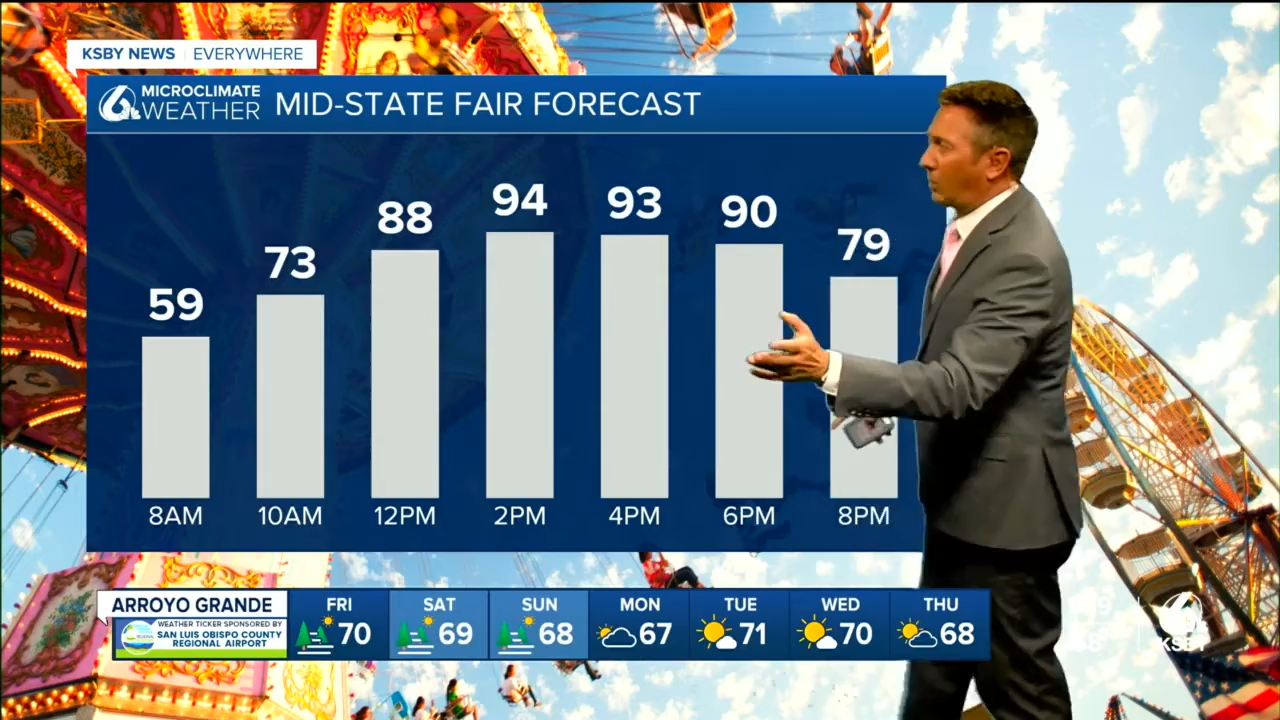 KSBY NEWS EVERYWHERE
6 MICROCLIMATE
WEATHER
MID-STATE FAIR FORECAST
59
73
88
94
93
90
79
8AM
10AM
12PM
2PM
4PM
6PM
8PM
ARROYO GRANDE
WEATHER TICKER SPONSORED BY
SAN LUIS OBISPO COUNTY
REGIONAL AIRPORT
FRI
70
SAT
69
SUN
68
MON
67
TUE
71
WED
70
THU
68
6
KSBY